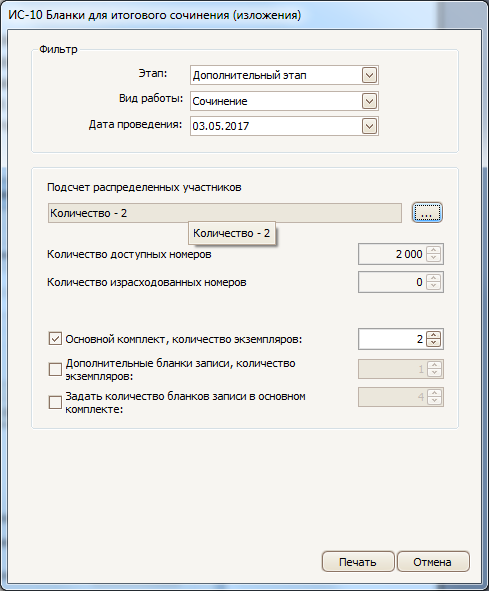 ИС-10 Бланки для итогового сочинения (изложения)
Фильтр
Этап: Дополнительный этап
Вид работы: Сочинение
Дата проведения: 03.05.2017
Подсчет распределенных участников
Количество - 2 ...
Количество - 2
Количество доступных номеров 2 000
Количество израсходованных номеров 0
Основной комплект, количество экземпляров: 2
Дополнительные бланки записи, количество
экземпляров: 1
Задать количество бланков записи в основном
комплекте: 4
Печать Отмена